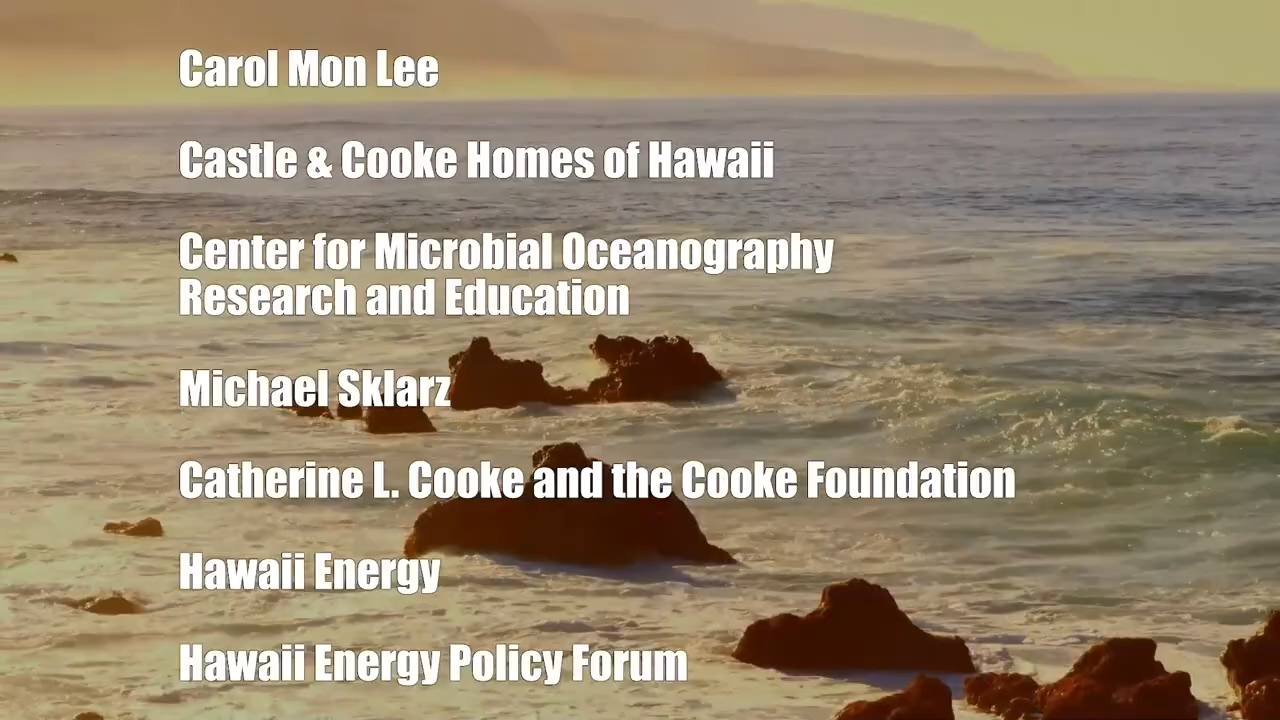 Carol Mon Lee
Castle & Cooke Homes of Hawaii
Center for Microbial Oceanography
Research and Education
Michael Sklarz
Catherine L. Cooke and the Cooke Foundation
Hawaii Energy
Hawaii Energy Policy Forum